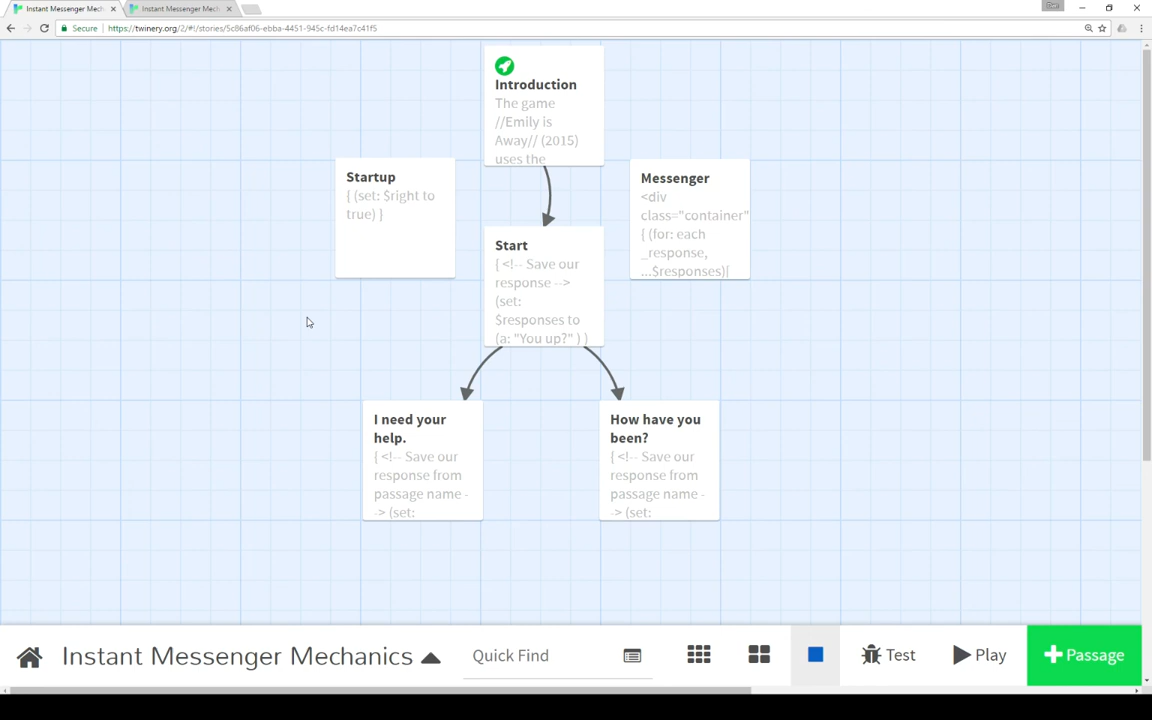 Instant Messenger Mech
Instant Messenger Mech
Secure
https://twinery.org/2/#!/stories/5c86af06-ebba-4451-945c-fd14ea7c41f5
Introduction
The game
//Emily is
Away// (2015)
uses the
Startup
{ (set: $right to
true) }
Messenger
<div
class="container"
{ (for: each
_response,
...$responses)[
Start
{ <!-- Save our
response -->
(set:
$responses to
(a: "You up?" ) )
I need your
help.
{ <!-- Save our
response from
passage name -
-> (set:
How have you
been?
{ <!-- Save our
response from
passage name -
-> (set:
Instant Messenger Mechanics
Quick Find
Test
Play
Passage